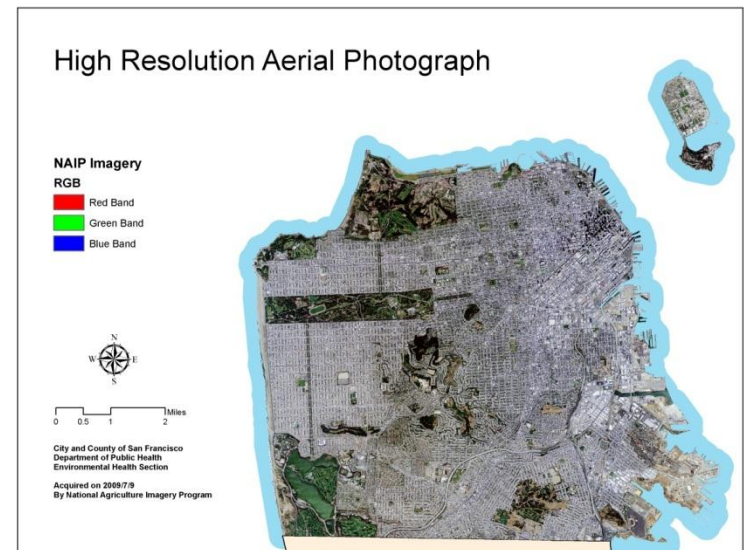 High Resolution Aerial Photograph
NAIP Imagery
RGB
Red Band
Green Band
Blue Band
N
W E
S
0 0.5 1 2 Miles
City and County of San Francisco
Department of Public Health
Environmental Health Section
Acquired on 2009/7/9
By National Agriculture Imagery Program